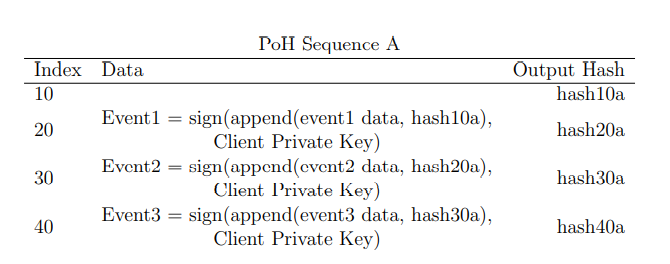 PoH Sequence A
Index Data Output Hash
10 hash10a
20 Event1 = sign(append(event1 data, hash10a), Client Private Key) hash20a
30 Event2 = sign(append(event2 data, hash20a), Client Private Key) hash30a
40 Event3 = sign(append(event3 data, hash30a), Client Private Key) hash40a